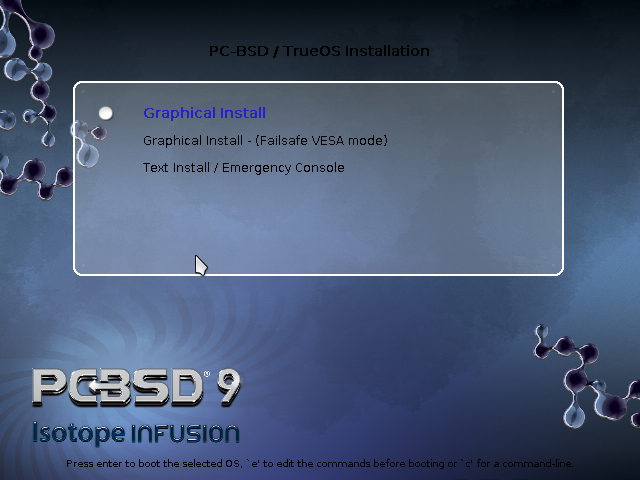 PC-BSD / TrueOS Installation
Graphical Install
Graphical Install - (Failsafe VESA mode)
Text Install / Emergency Console
PCBSD® 9
Isotope INFUSION
Press enter to boot the selected OS, `e' to edit the commands before booting or `c' for a command-line.